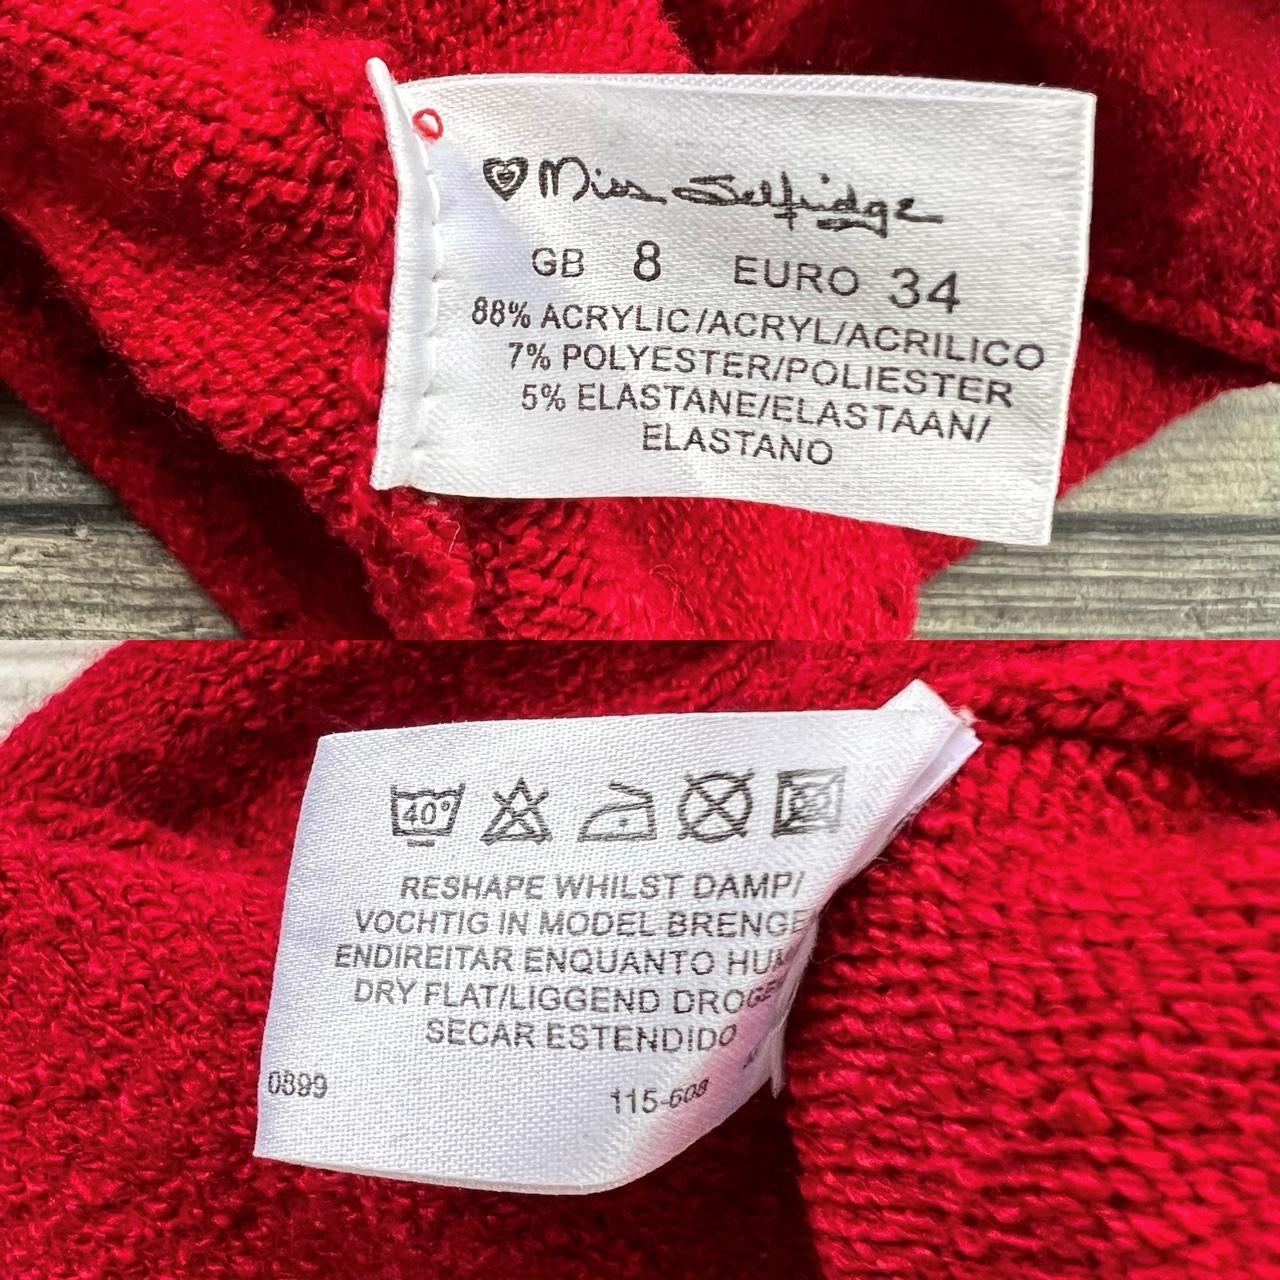 Miss Selfridge
GB 8 EURO 34
88% ACRYLIC/ACRYL/ACRILICO
7% POLYESTER/POLIESTER
5% ELASTANE/ELASTAAN/
ELASTANO
40°
RESHAPE WHILST DAMP/
VOCHTIG IN MODEL BRENGE
ENDIREITAR ENQUANTO HUM
DRY FLAT/LIGGEND DROGEN
SECAR ESTENDIDO
0899
115-608